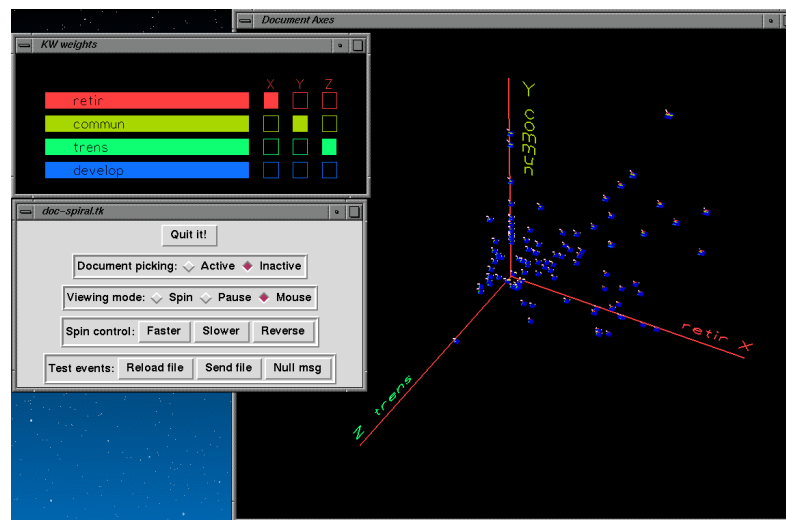 Document Axes
KW weights
X Y Z
retir
commun
trens
develop
doc-spiral.tk
Quit it!
Document picking: Active Inactive
Viewing mode: Spin Pause Mouse
Spin control: Faster Slower Reverse
Test events: Reload file Send file Null msg
Y commun
retir X
Z trens